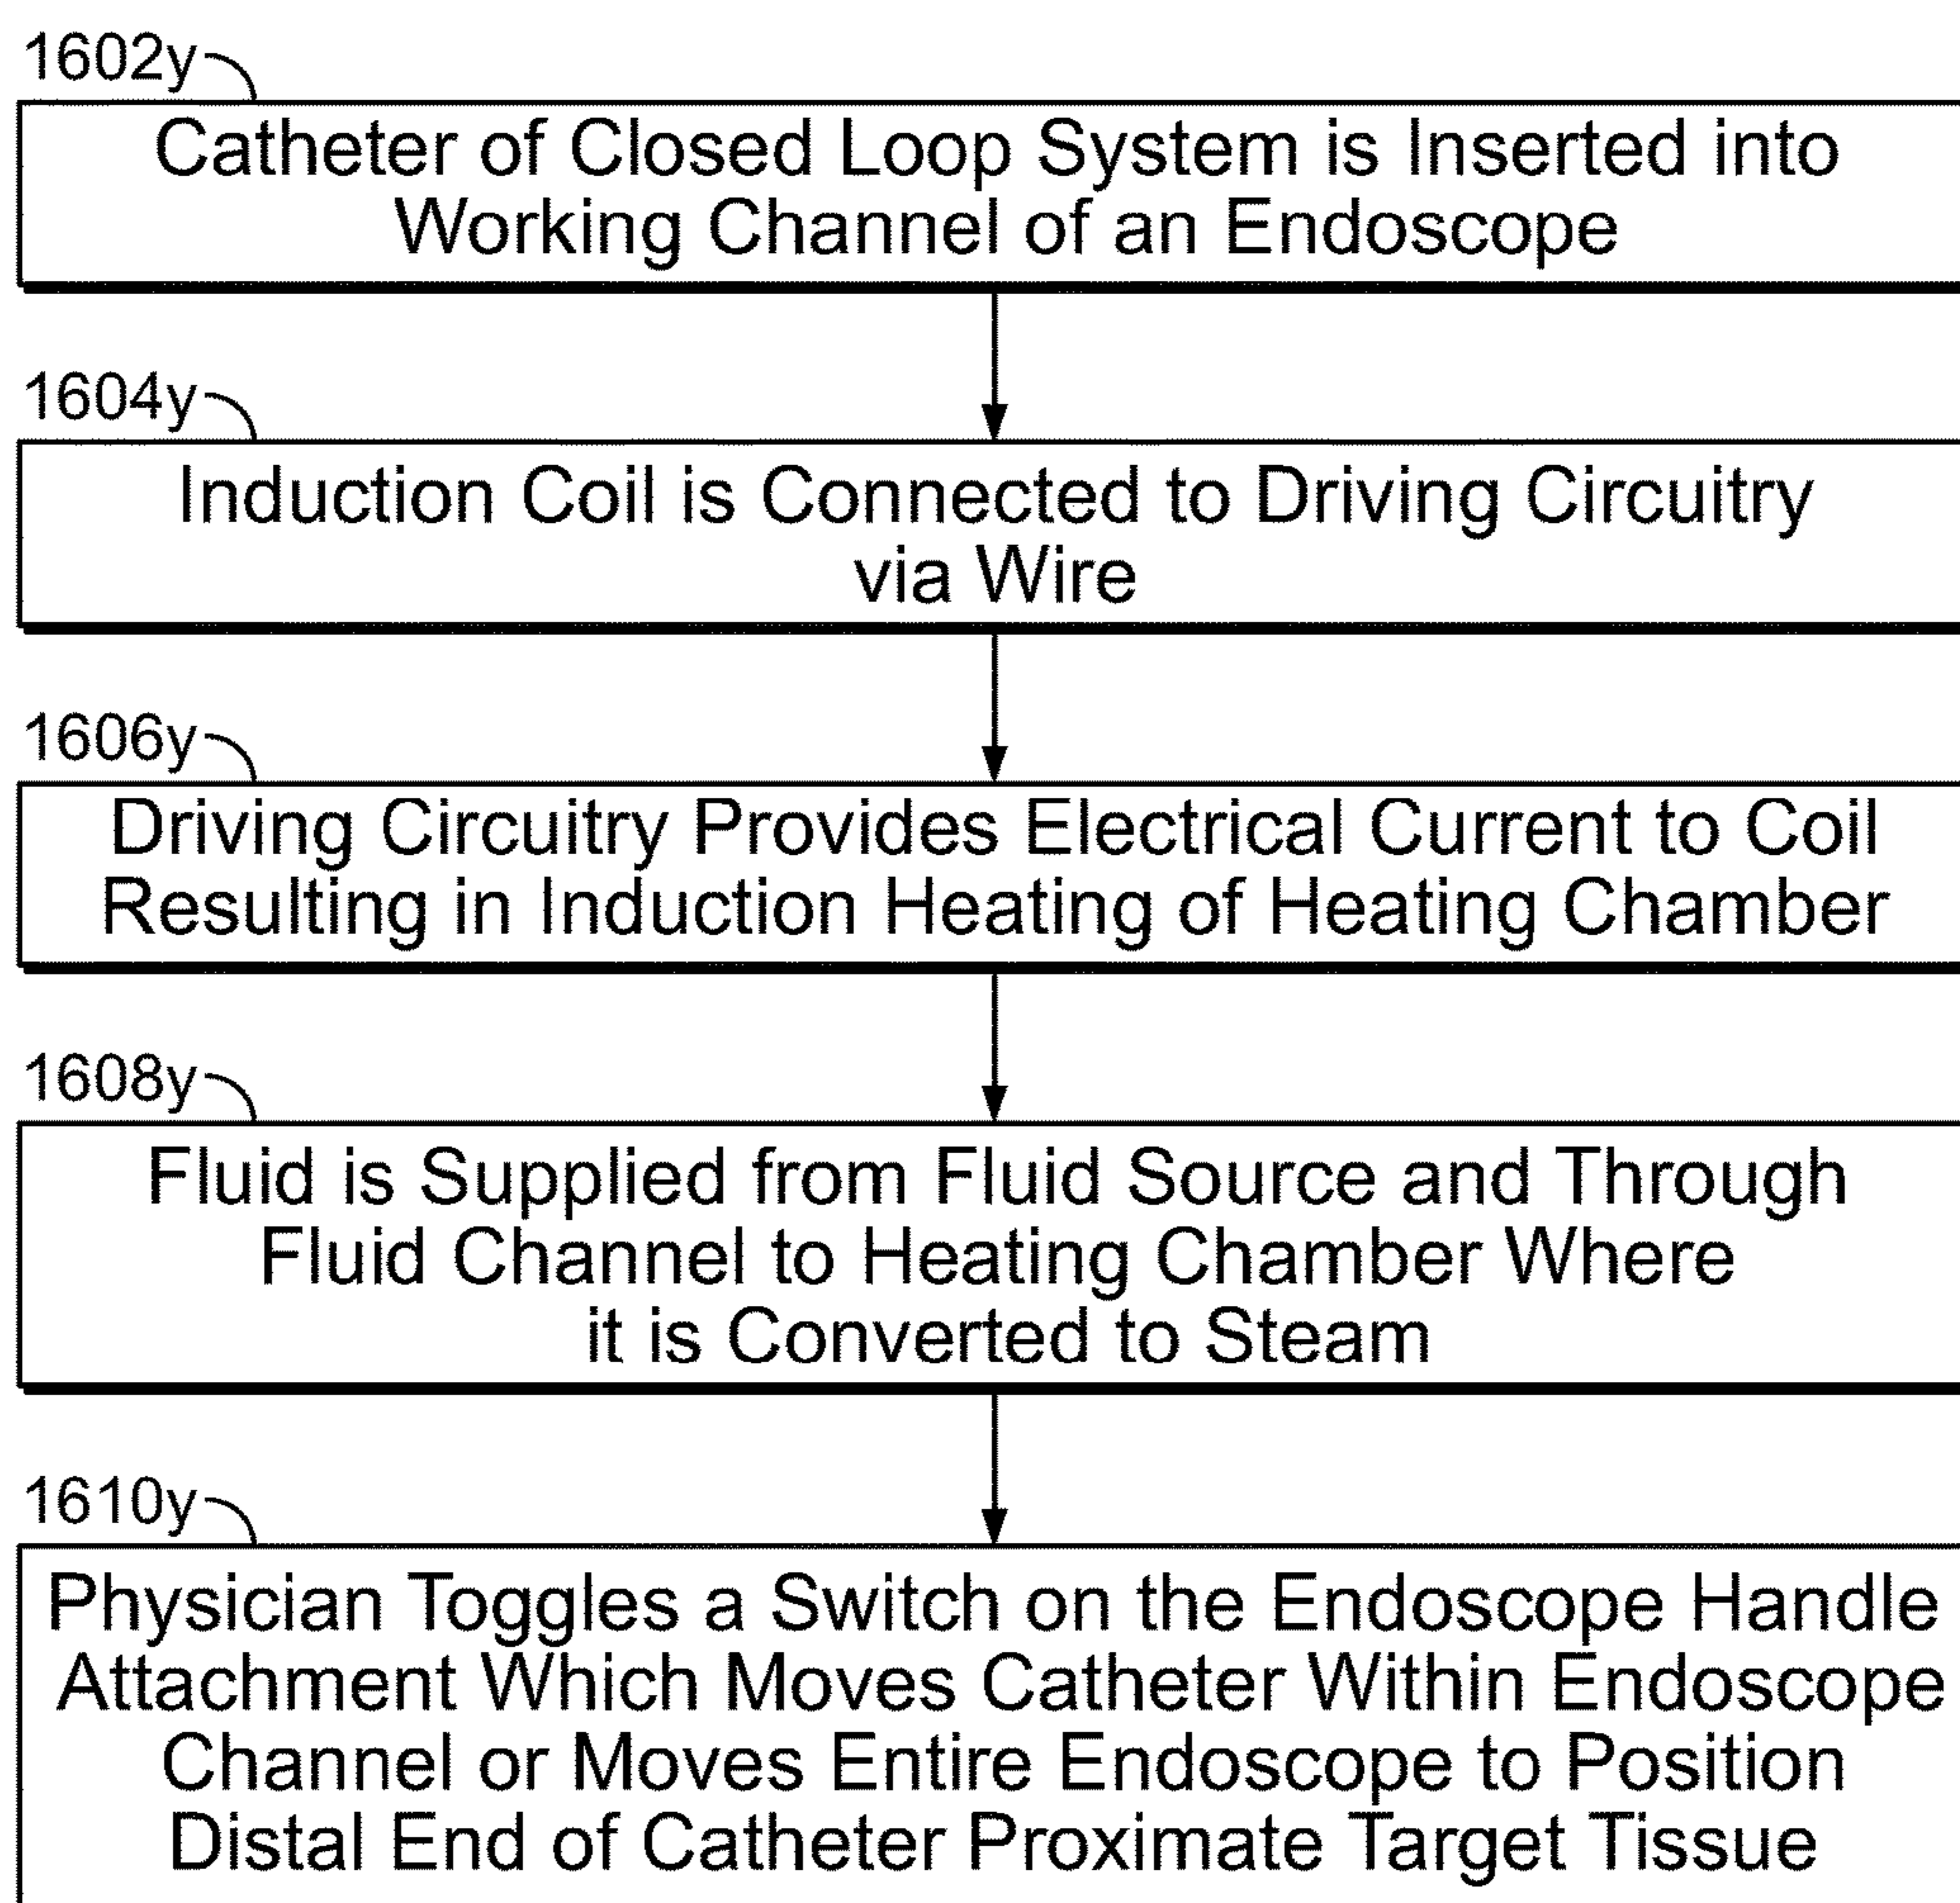 1602y
Catheter of Closed Loop System is Inserted into
Working Channel of an Endoscope
1604y
Induction Coil is Connected to Driving Circuitry
via Wire
1606y
Driving Circuitry Provides Electrical Current to Coil
Resulting in Induction Heating of Heating Chamber
1608y
Fluid is Supplied from Fluid Source and Through
Fluid Channel to Heating Chamber Where
it is Converted to Steam
1610y
Physician Toggles a Switch on the Endoscope Handle
Attachment Which Moves Catheter Within Endoscope
Channel or Moves Entire Endoscope to Position
Distal End of Catheter Proximate Target Tissue